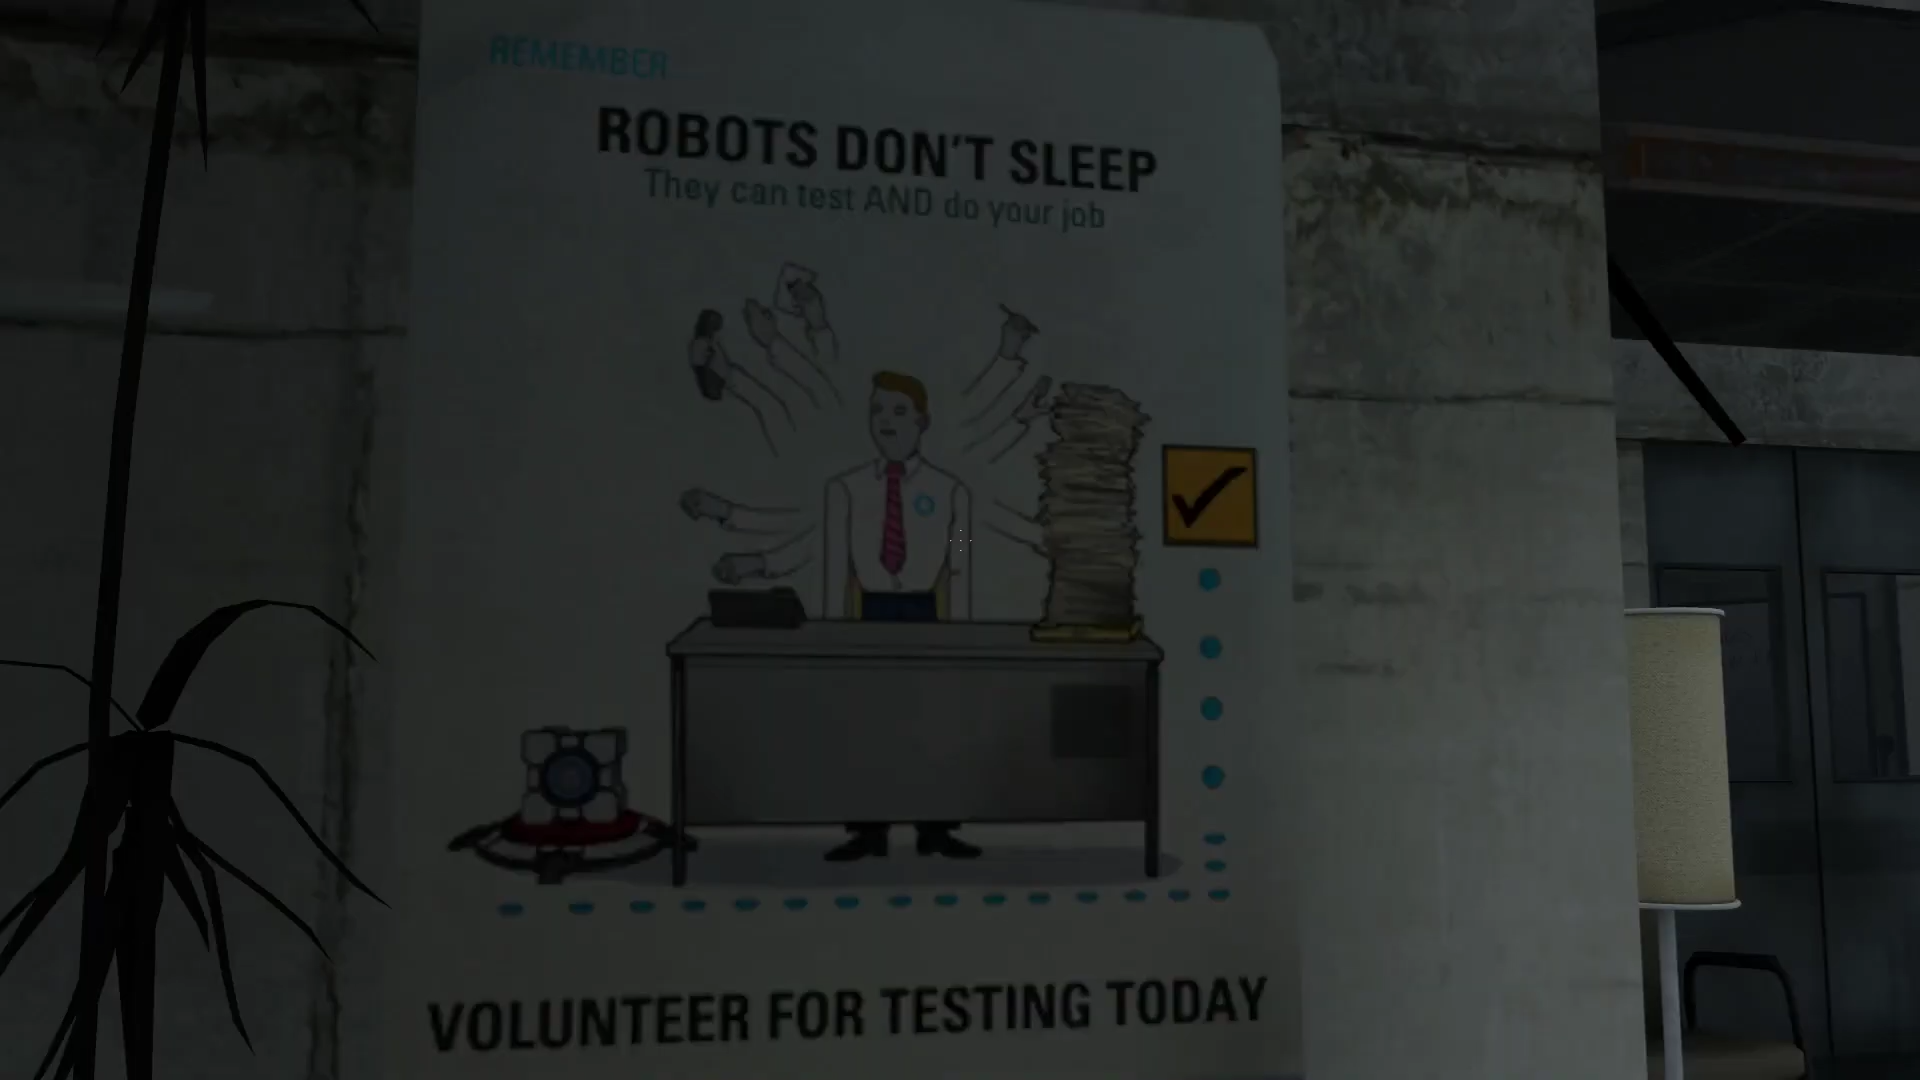 REMEMBER
ROBOTS DON'T SLEEP
They can test AND do your job
VOLUNTEER FOR TESTING TODAY